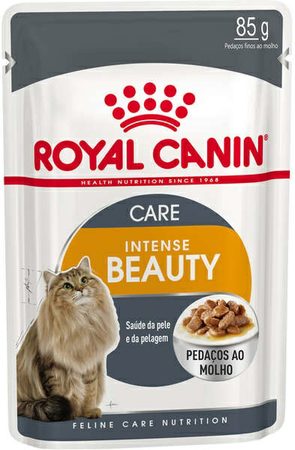 85g
Pedaços finos ao molho
ROYAL CANIN
HEALTH NUTRITION SINCE 1968
CARE
INTENSE
BEAUTY
Saúde da pele
e da pelagem
PEDAÇOS AO
MOLHO
FELINE CARE NUTRITION